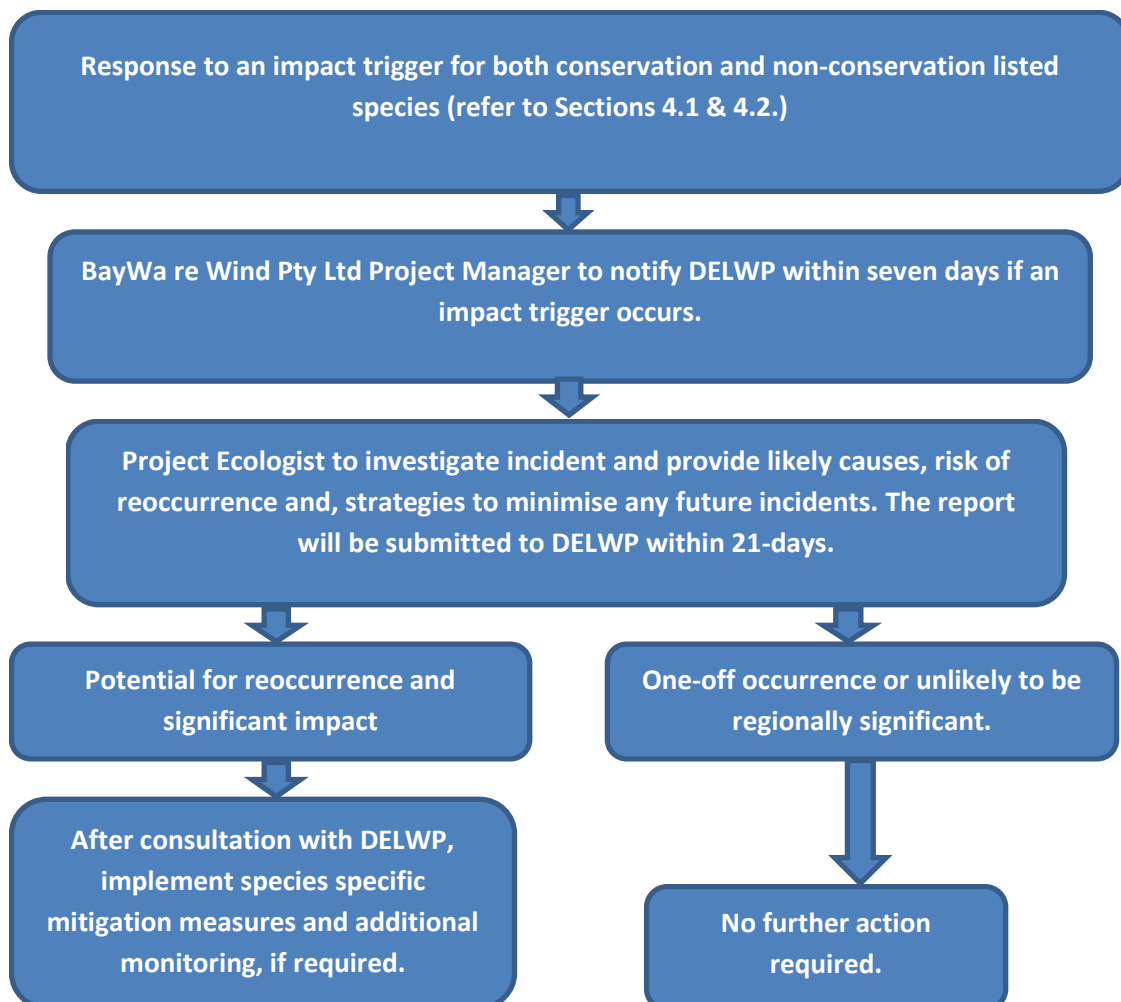 Response to an impact trigger for both conservation and non-conservation listed
species (refer to Sections 4.1 & 4.2.)
BayWa re Wind Pty Ltd Project Manager to notify DELWP within seven days if an
impact trigger occurs.
Project Ecologist to investigate incident and provide likely causes, risk of
reoccurrence and, strategies to minimise any future incidents. The report
will be submitted to DELWP within 21-days.
Potential for reoccurrence and
significant impact
One-off occurrence or unlikely to be
regionally significant.
After consultation with DELWP,
implement species specific
mitigation measures and additional
monitoring, if required.
No further action
required.